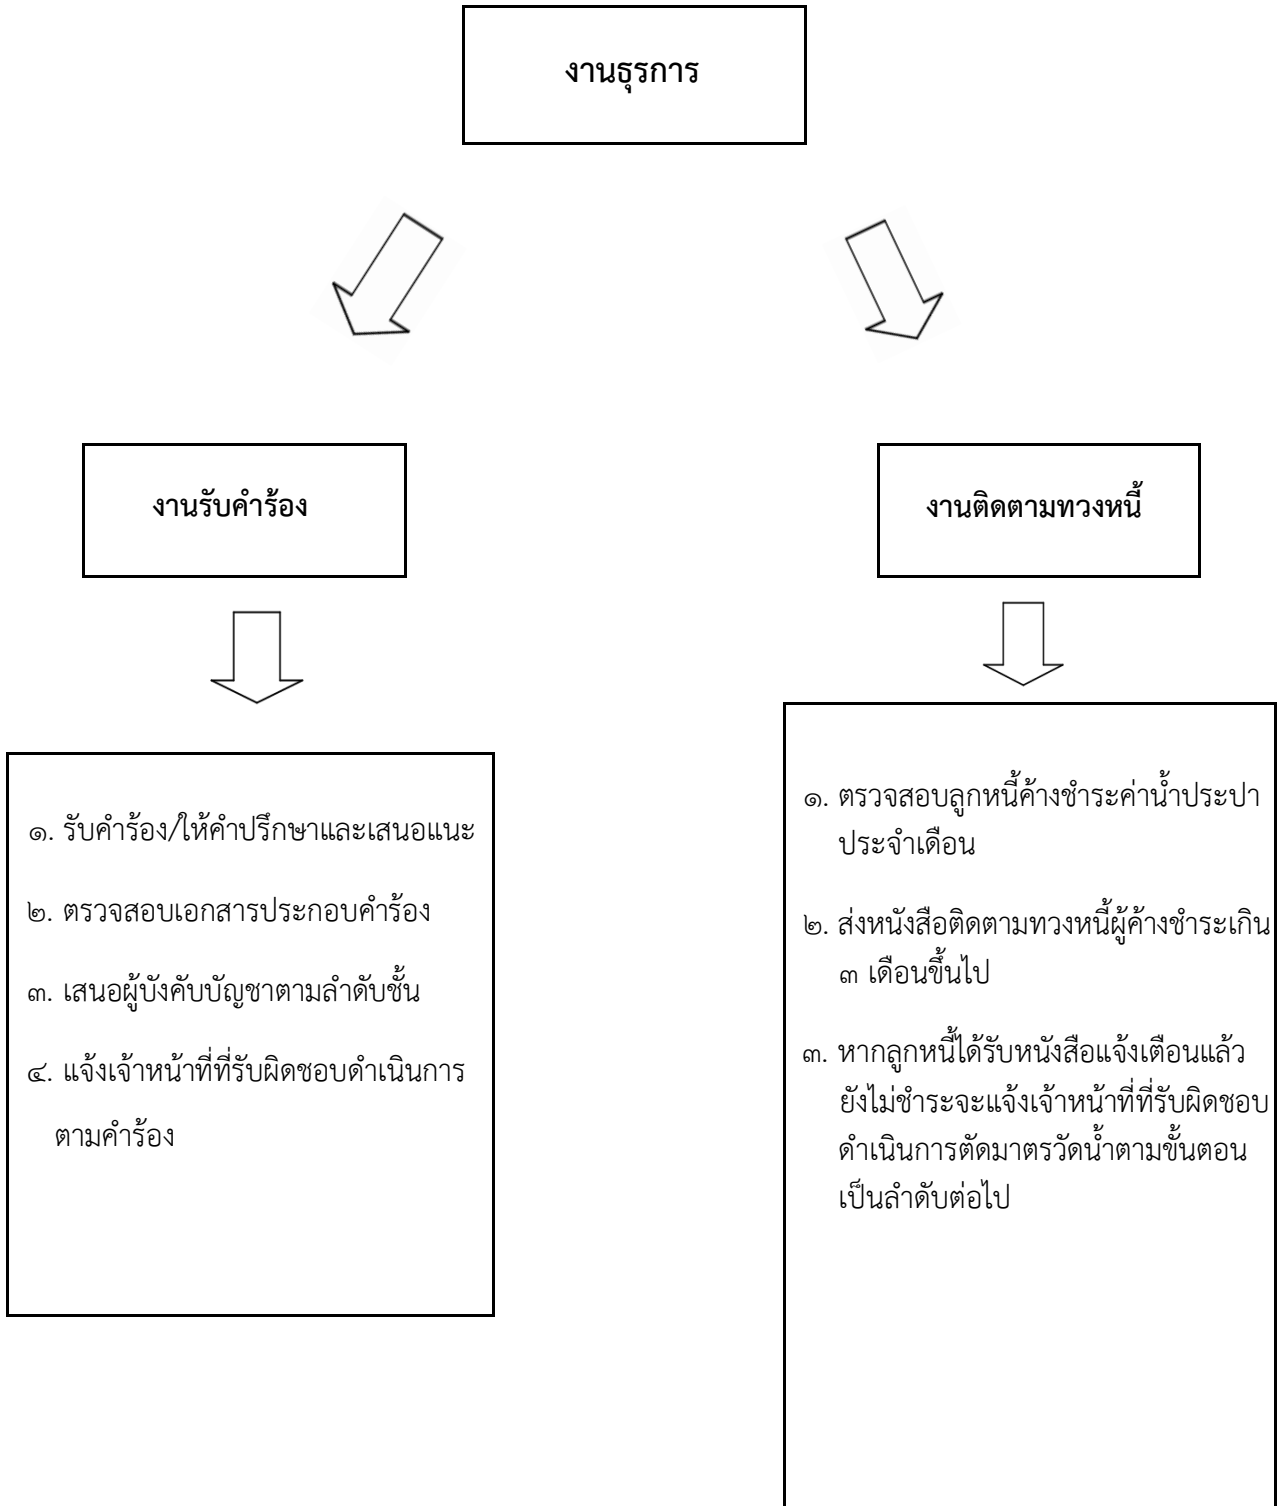 งานธุรการ
งานรับคำร้อง
๑. รับคำร้อง/ให้คำปรึกษาและเสนอแนะ
๒. ตรวจสอบเอกสารประกอบคำร้อง
๓. เสนอผู้บังคับบัญชาตามลำดับชั้น
๔. แจ้งเจ้าหน้าที่ที่รับผิดชอบดำเนินการ
ตามคำร้อง
งานติดตามทวงหนี้
๑. ตรวจสอบลูกหนี้ค้างชำระค่าน้ำประปา
ประจำเดือน
๒. ส่งหนังสือติดตามทวงหนี้ผู้ค้างชำระเกิน
๓ เดือนขึ้นไป
๓. หากลูกหนี้ได้รับหนังสือแจ้งเตือนแล้ว
ยังไม่ชำระจะแจ้งเจ้าหน้าที่ที่รับผิดชอบ
ดำเนินการตัดมาตรวัดน้ำตามขั้นตอน
เป็นลำดับต่อไป